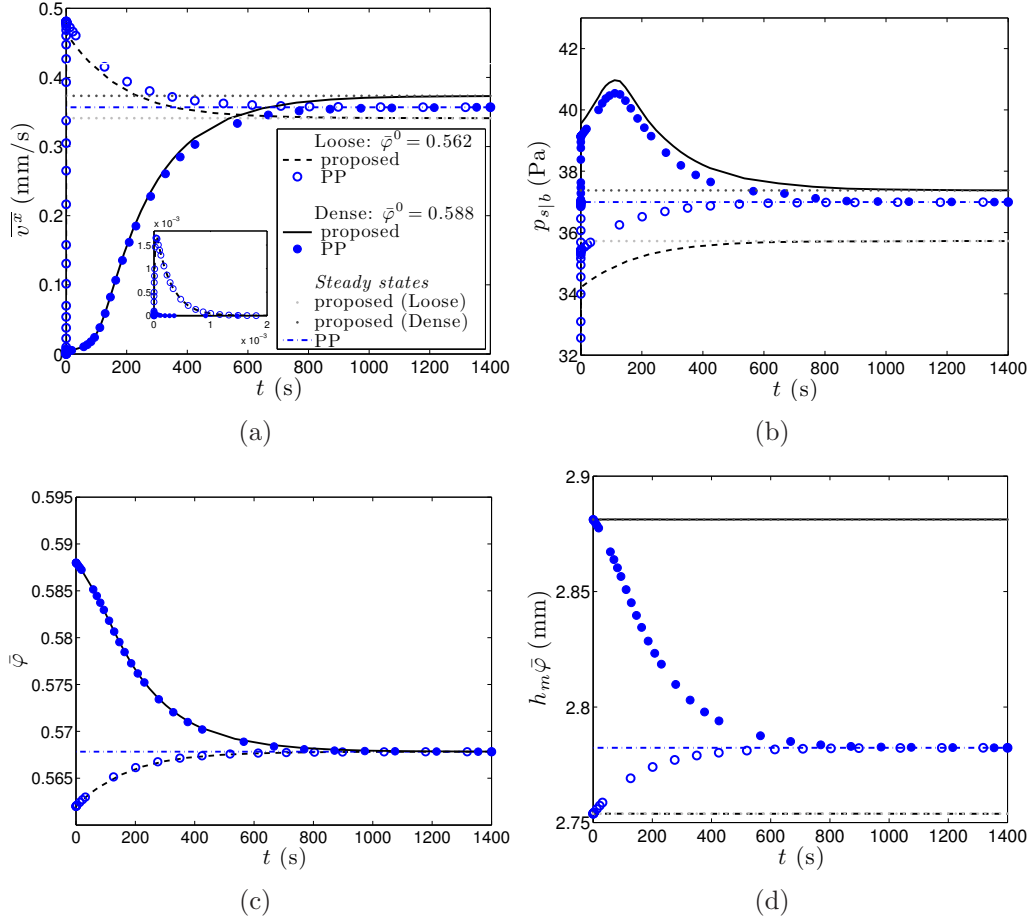 0.5
0.4
0.3
0.2
0.1
0
0 200 400 600 800 1000 1200 1400
v̄ˣ (mm/s)
t (s)
Loose: φ̄⁰ = 0.562
proposed
PP
Dense: φ̄⁰ = 0.588
proposed
PP
Steady states
proposed (Loose)
proposed (Dense)
PP
x 10⁻³
1.5
1.0
0.5
0
0 1 2
x 10⁻³
(a)
42
40
38
36
34
32
0 200 400 600 800 1000 1200 1400
p_{s|b} (Pa)
t (s)
(b)
0.595
0.59
0.585
0.58
0.575
0.57
0.565
0 200 400 600 800 1000 1200 1400
φ̄
t (s)
(c)
2.9
2.85
2.8
2.75
0 200 400 600 800 1000 1200 1400
h_m φ̄ (mm)
t (s)
(d)